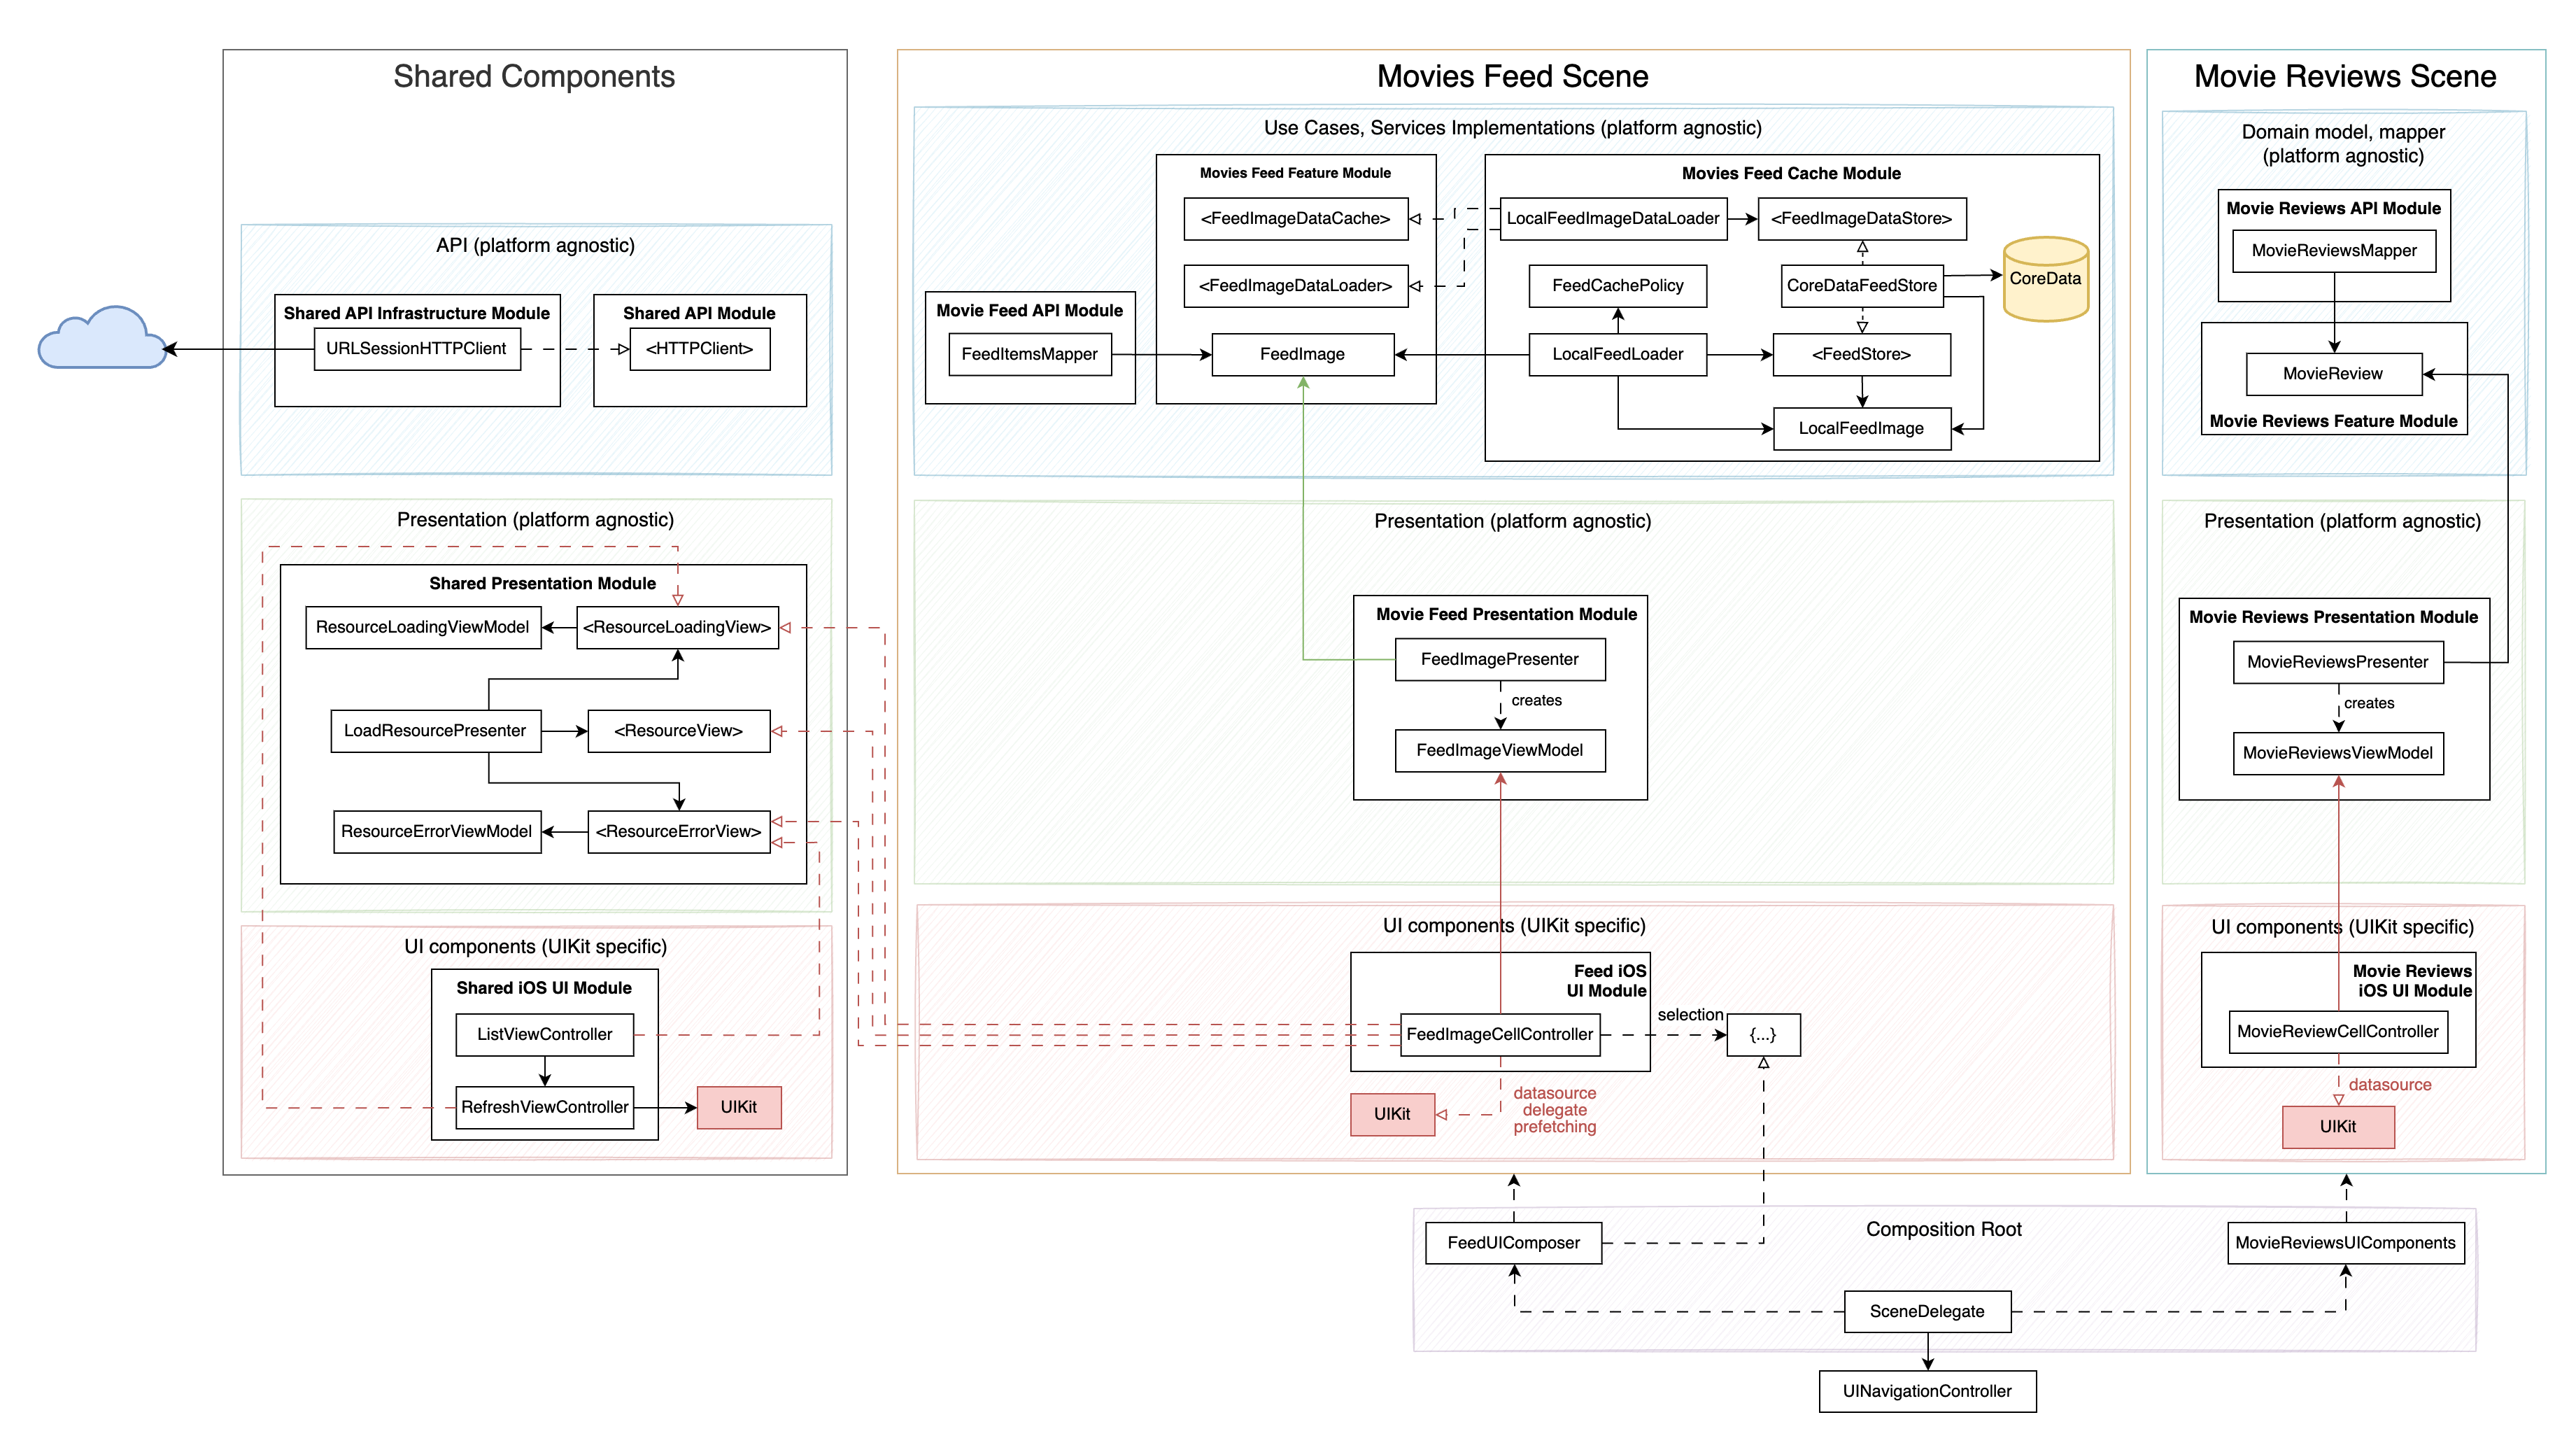 Shared Components
API (platform agnostic)
Shared API Infrastructure Module
URLSessionHTTPClient
Shared API Module
<HTTPClient>
Presentation (platform agnostic)
Shared Presentation Module
ResourceLoadingViewModel
<ResourceLoadingView>
LoadResourcePresenter
<ResourceView>
ResourceErrorViewModel
<ResourceErrorView>
UI components (UIKit specific)
Shared iOS UI Module
ListViewController
RefreshViewController
UIKit
Movies Feed Scene
Use Cases, Services Implementations (platform agnostic)
Movie Feed API Module
FeedItemsMapper
Movies Feed Feature Module
<FeedImageDataCache>
<FeedImageDataLoader>
FeedImage
Movies Feed Cache Module
LocalFeedImageDataLoader
<FeedImageDataStore>
FeedCachePolicy
CoreDataFeedStore
CoreData
LocalFeedLoader
<FeedStore>
LocalFeedImage
Presentation (platform agnostic)
Movie Feed Presentation Module
FeedImagePresenter
creates
FeedImageViewModel
UI components (UIKit specific)
Feed iOS
UI Module
FeedImageCellController
selection
{...}
UIKit
datasource
delegate
prefetching
Movie Reviews Scene
Domain model, mapper
(platform agnostic)
Movie Reviews API Module
MovieReviewsMapper
MovieReview
Movie Reviews Feature Module
Presentation (platform agnostic)
Movie Reviews Presentation Module
MovieReviewsPresenter
creates
MovieReviewsViewModel
UI components (UIKit specific)
Movie Reviews
iOS UI Module
MovieReviewCellController
datasource
UIKit
Composition Root
FeedUIComposer
MovieReviewsUIComponents
SceneDelegate
UINavigationController